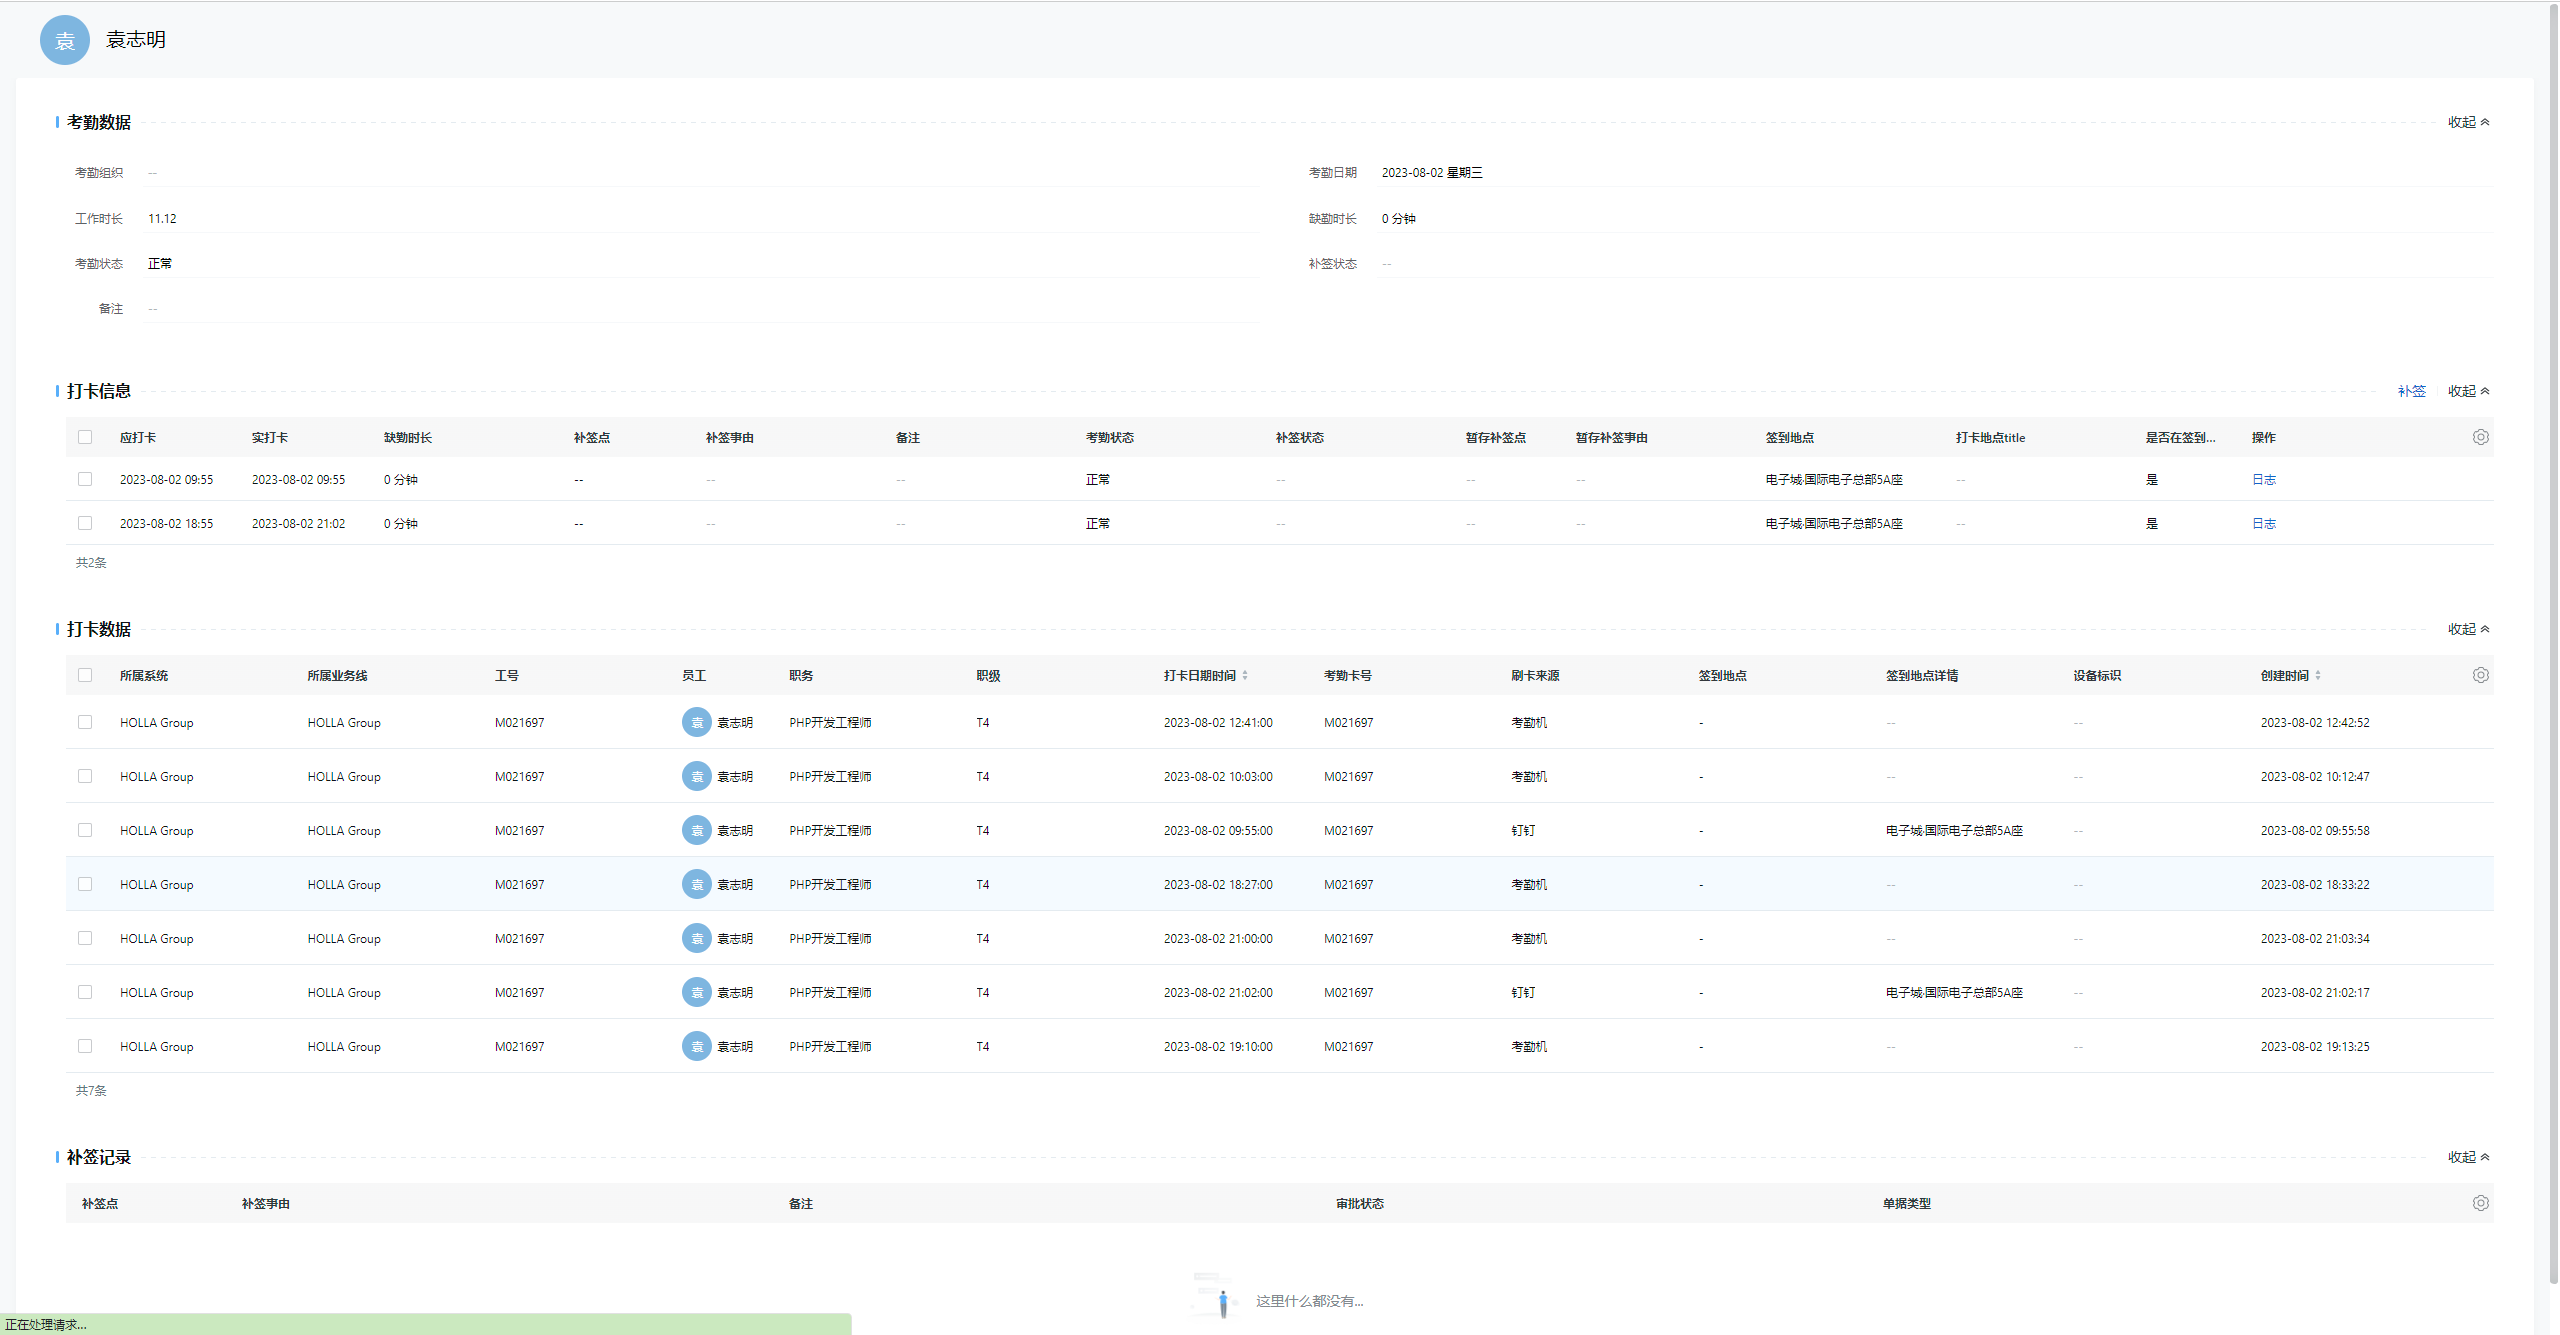 袁 袁志明
考勤数据 收起
考勤组织 -- 考勤日期 2023-08-02 星期三
工作时长 11.12 缺勤时长 0 分钟
考勤状态 正常 补签状态 --
备注 --
打卡信息 补签 收起
应打卡 实打卡 缺勤时长 补签点 补签事由 备注 考勤状态 补签状态 暂存补签点 暂存补签事由 签到地点 打卡地点title 是否在签到... 操作
2023-08-02 09:55 2023-08-02 09:55 0 分钟 -- -- -- 正常 -- -- -- 电子城·国际电子总部5A座 -- 是 日志
2023-08-02 18:55 2023-08-02 21:02 0 分钟 -- -- -- 正常 -- -- -- 电子城·国际电子总部5A座 -- 是 日志
共2条
打卡数据 收起
所属系统 所属业务线 工号 员工 职务 职级 打卡日期时间 考勤卡号 刷卡来源 签到地点 签到地点详情 设备标识 创建时间
HOLLA Group HOLLA Group M021697 袁 袁志明 PHP开发工程师 T4 2023-08-02 12:41:00 M021697 考勤机 - -- -- 2023-08-02 12:42:52
HOLLA Group HOLLA Group M021697 袁 袁志明 PHP开发工程师 T4 2023-08-02 10:03:00 M021697 考勤机 - -- -- 2023-08-02 10:12:47
HOLLA Group HOLLA Group M021697 袁 袁志明 PHP开发工程师 T4 2023-08-02 09:55:00 M021697 钉钉 - 电子城·国际电子总部5A座 -- 2023-08-02 09:55:58
HOLLA Group HOLLA Group M021697 袁 袁志明 PHP开发工程师 T4 2023-08-02 18:27:00 M021697 考勤机 - -- -- 2023-08-02 18:33:22
HOLLA Group HOLLA Group M021697 袁 袁志明 PHP开发工程师 T4 2023-08-02 21:00:00 M021697 考勤机 - -- -- 2023-08-02 21:03:34
HOLLA Group HOLLA Group M021697 袁 袁志明 PHP开发工程师 T4 2023-08-02 21:02:00 M021697 钉钉 - 电子城·国际电子总部5A座 -- 2023-08-02 21:02:17
HOLLA Group HOLLA Group M021697 袁 袁志明 PHP开发工程师 T4 2023-08-02 19:10:00 M021697 考勤机 - -- -- 2023-08-02 19:13:25
共7条
补签记录 收起
补签点 补签事由 备注 审批状态 单据类型
这里什么都没有...
正在处理请求...